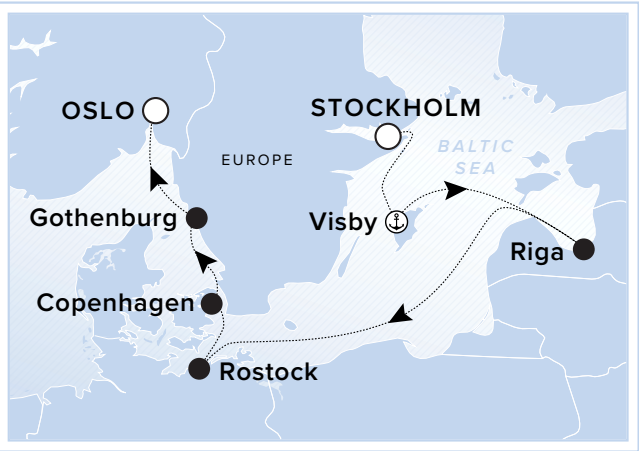 OSLO
STOCKHOLM
BALTIC
SEA
EUROPE
Gothenburg
Visby
Riga
Copenhagen
Rostock